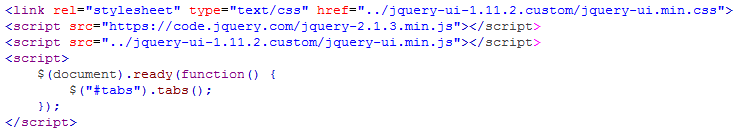 <link rel="stylesheet" type="text/css" href="../jquery-ui-1.11.2.custom/jquery-ui.min.css">
<script src="https://code.jquery.com/jquery-2.1.3.min.js"></script>
<script src="../jquery-ui-1.11.2.custom/jquery-ui.min.js"></script>
<script>
    $(document).ready(function() {
        $("#tabs").tabs();
    });
</script>